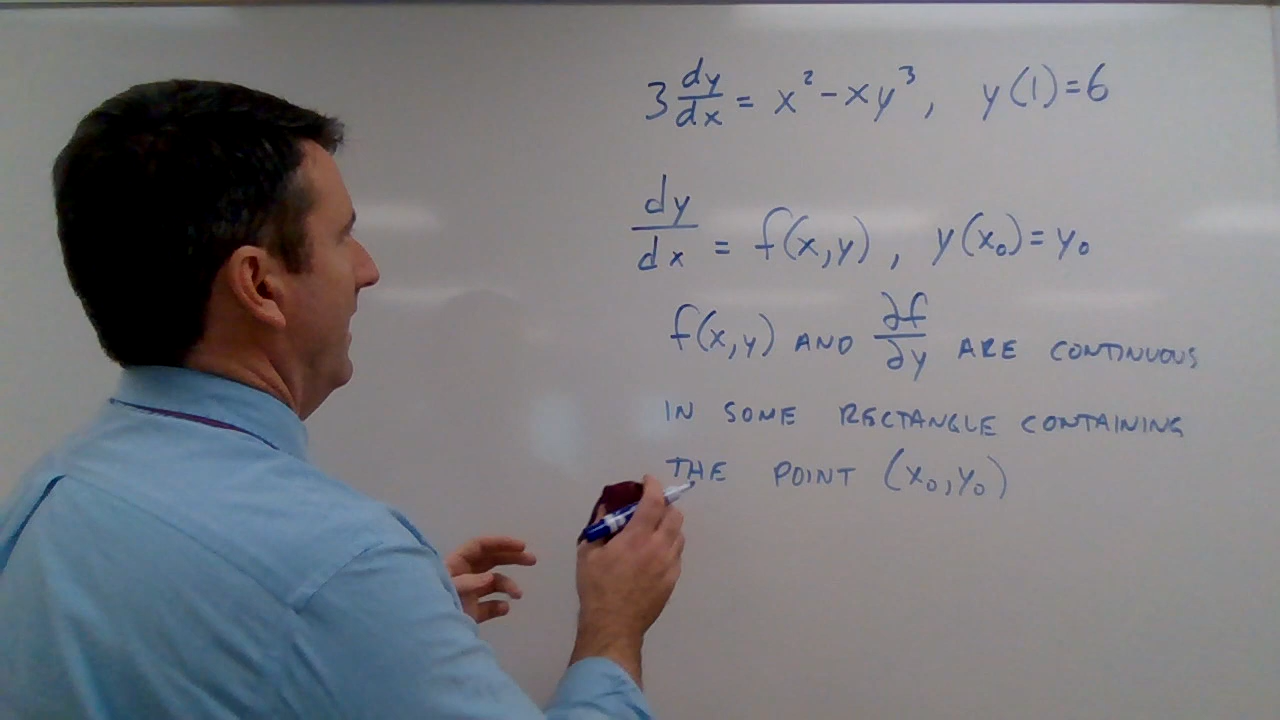 3 dy/dx = x² - xy³, y(1)=6
dy/dx = f(x,y), y(x₀)=y₀
f(x,y) AND ∂f/∂y ARE CONTINUOUS
IN SOME RECTANGLE CONTAINING
THE POINT (x₀,y₀)